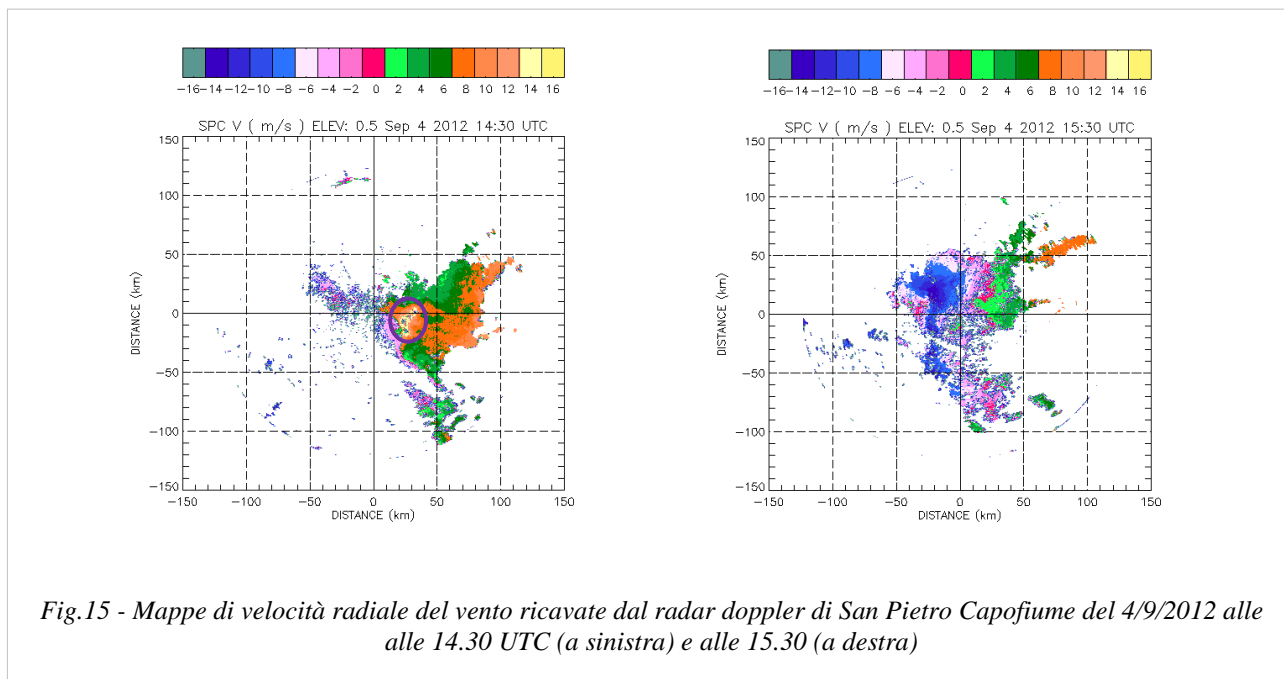 −16−14−12−10 −8 −6 −4 −2 0 2 4 6 8 10 12 14 16
SPC V ( m/s ) ELEV: 0.5 Sep 4 2012 14:30 UTC
150
100
50
0
−50
−100
−150
DISTANCE (km)
−150 −100 −50 0 50 100 150
DISTANCE (km)
−16−14−12−10 −8 −6 −4 −2 0 2 4 6 8 10 12 14 16
SPC V ( m/s ) ELEV: 0.5 Sep 4 2012 15:30 UTC
150
100
50
0
−50
−100
−150
DISTANCE (km)
−150 −100 −50 0 50 100 150
DISTANCE (km)
Fig.15 - Mappe di velocità radiale del vento ricavate dal radar doppler di San Pietro Capofiume del 4/9/2012 alle
alle 14.30 UTC (a sinistra) e alle 15.30 (a destra)